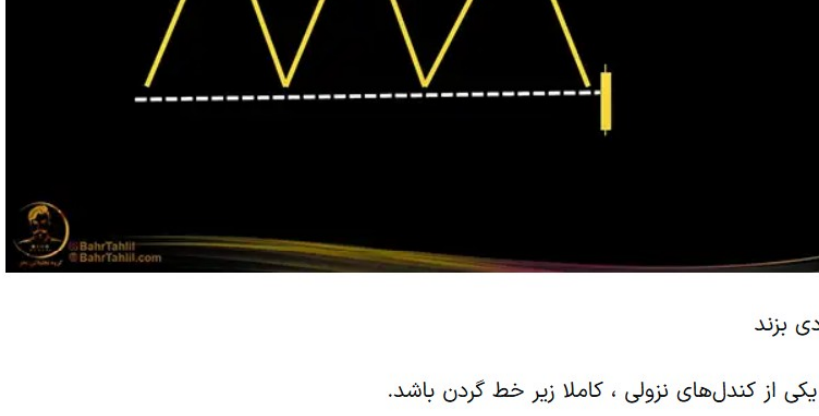 BahrTahlil
BahrTahlil.com
دی بزند
یکی از کندل‌های نزولی ، کاملا زیر خط گردن باشد.